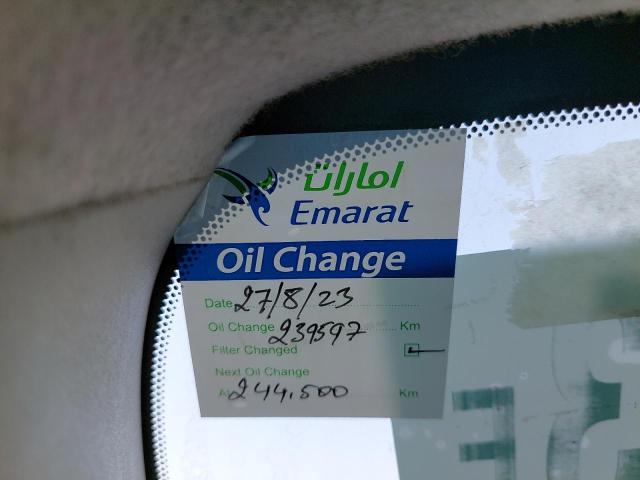 امارات
Emarat
Oil Change
Date 27/8/23
Oil Change 239597 Km
Filter Changed
Next Oil Change
At 244.500 Km